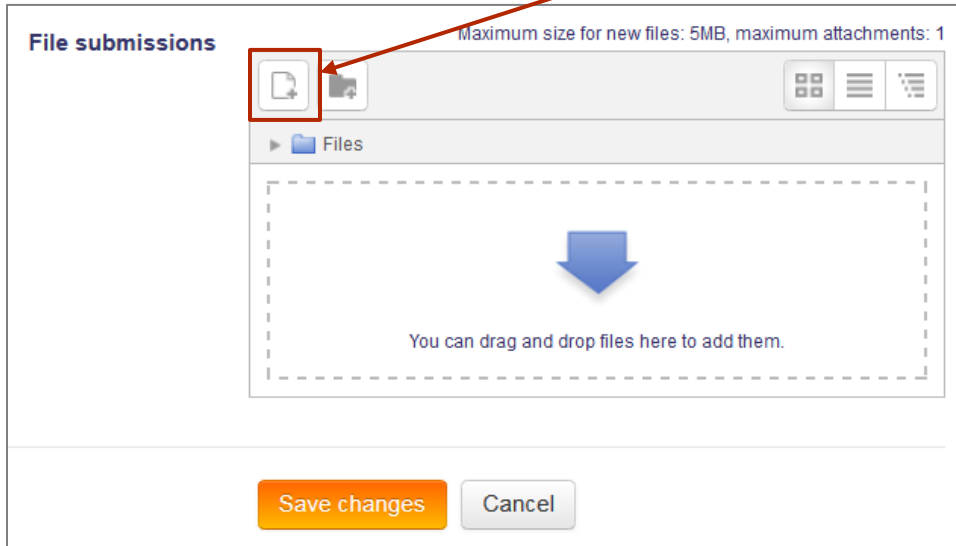 File submissions
Maximum size for new files: 5MB, maximum attachments: 1
Files
You can drag and drop files here to add them.
Save changes
Cancel